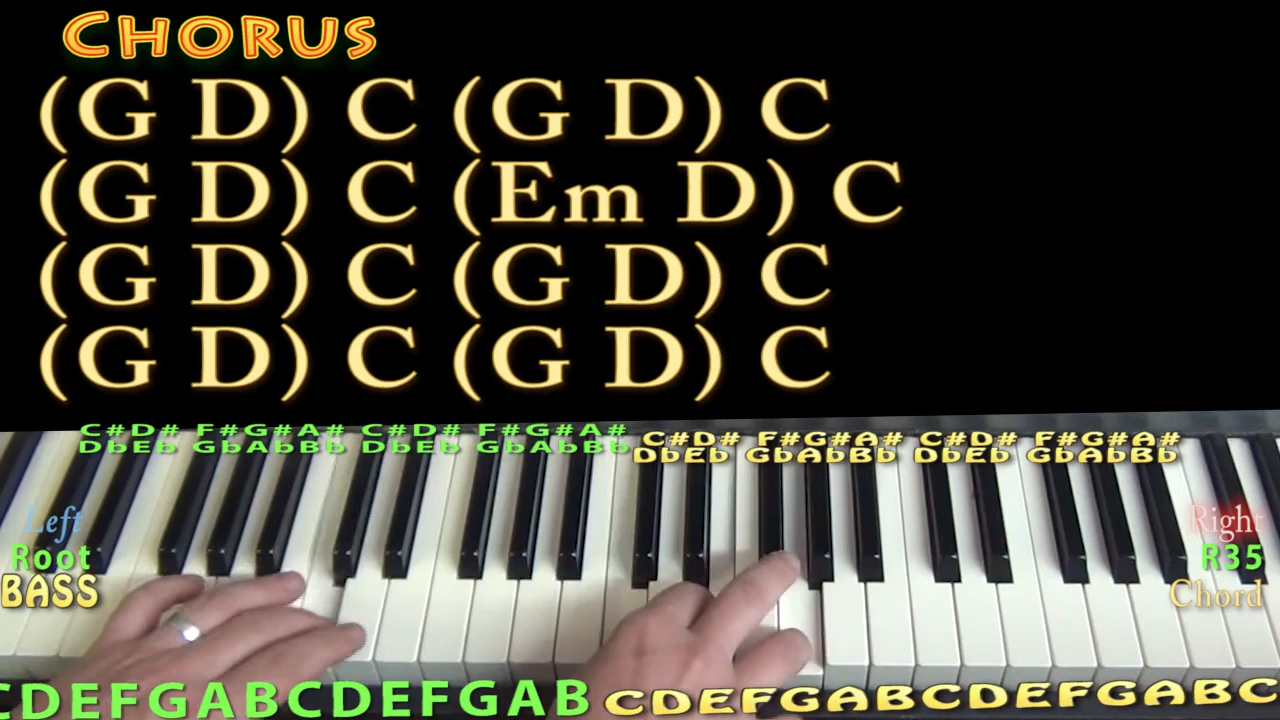 CHORUS
(G D) C (G D) C
(G D) C (Em D) C
(G D) C (G D) C
(G D) C (G D) C
C#D# F#G#A# C#D# F#G#A# C#D# F#G#A# C#D# F#G#A#
DbEb GbAbBb DbEb GbAbBb DbEb GbAbBb DbEb GbAbBb
Left
Root
BASS
Right
R35
Chord
CDEFGABCDEFGAB CDEFGABCDEFGABC